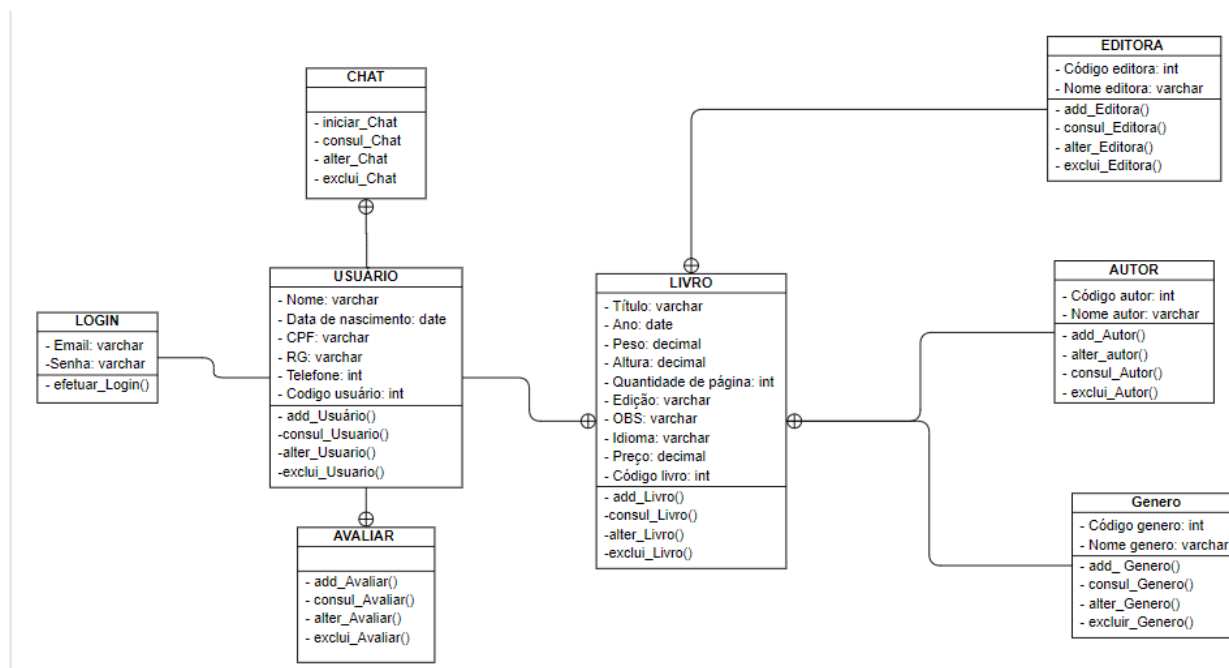 CHAT
- iniciar_Chat
- consul_Chat
- alter_Chat
- exclui_Chat
LOGIN
- Email: varchar
-Senha: varchar
- efetuar_Login()
USUÁRIO
- Nome: varchar
- Data de nascimento: date
- CPF: varchar
- RG: varchar
- Telefone: int
- Codigo usuário: int
- add_Usuário()
-consul_Usuario()
-alter_Usuario()
-exclui_Usuario()
AVALIAR
- add_Avaliar()
- consul_Avaliar()
- alter_Avaliar()
- exclui_Avaliar()
LIVRO
- Título: varchar
- Ano: date
- Peso: decimal
- Altura: decimal
- Quantidade de página: int
- Edição: varchar
- OBS: varchar
- Idioma: varchar
- Preço: decimal
- Código livro: int
- add_Livro()
-consul_Livro()
-alter_Livro()
-exclui_Livro()
EDITORA
- Código editora: int
- Nome editora: varchar
- add_Editora()
- consul_Editora()
- alter_Editora()
- exclui_Editora()
AUTOR
- Código autor: int
- Nome autor: varchar
- add_Autor()
- alter_autor()
- consul_Autor()
- exclui_Autor()
Genero
- Código genero: int
- Nome genero: varchar
- add_ Genero()
- consul_Genero()
- alter_Genero()
- excluir_Genero()